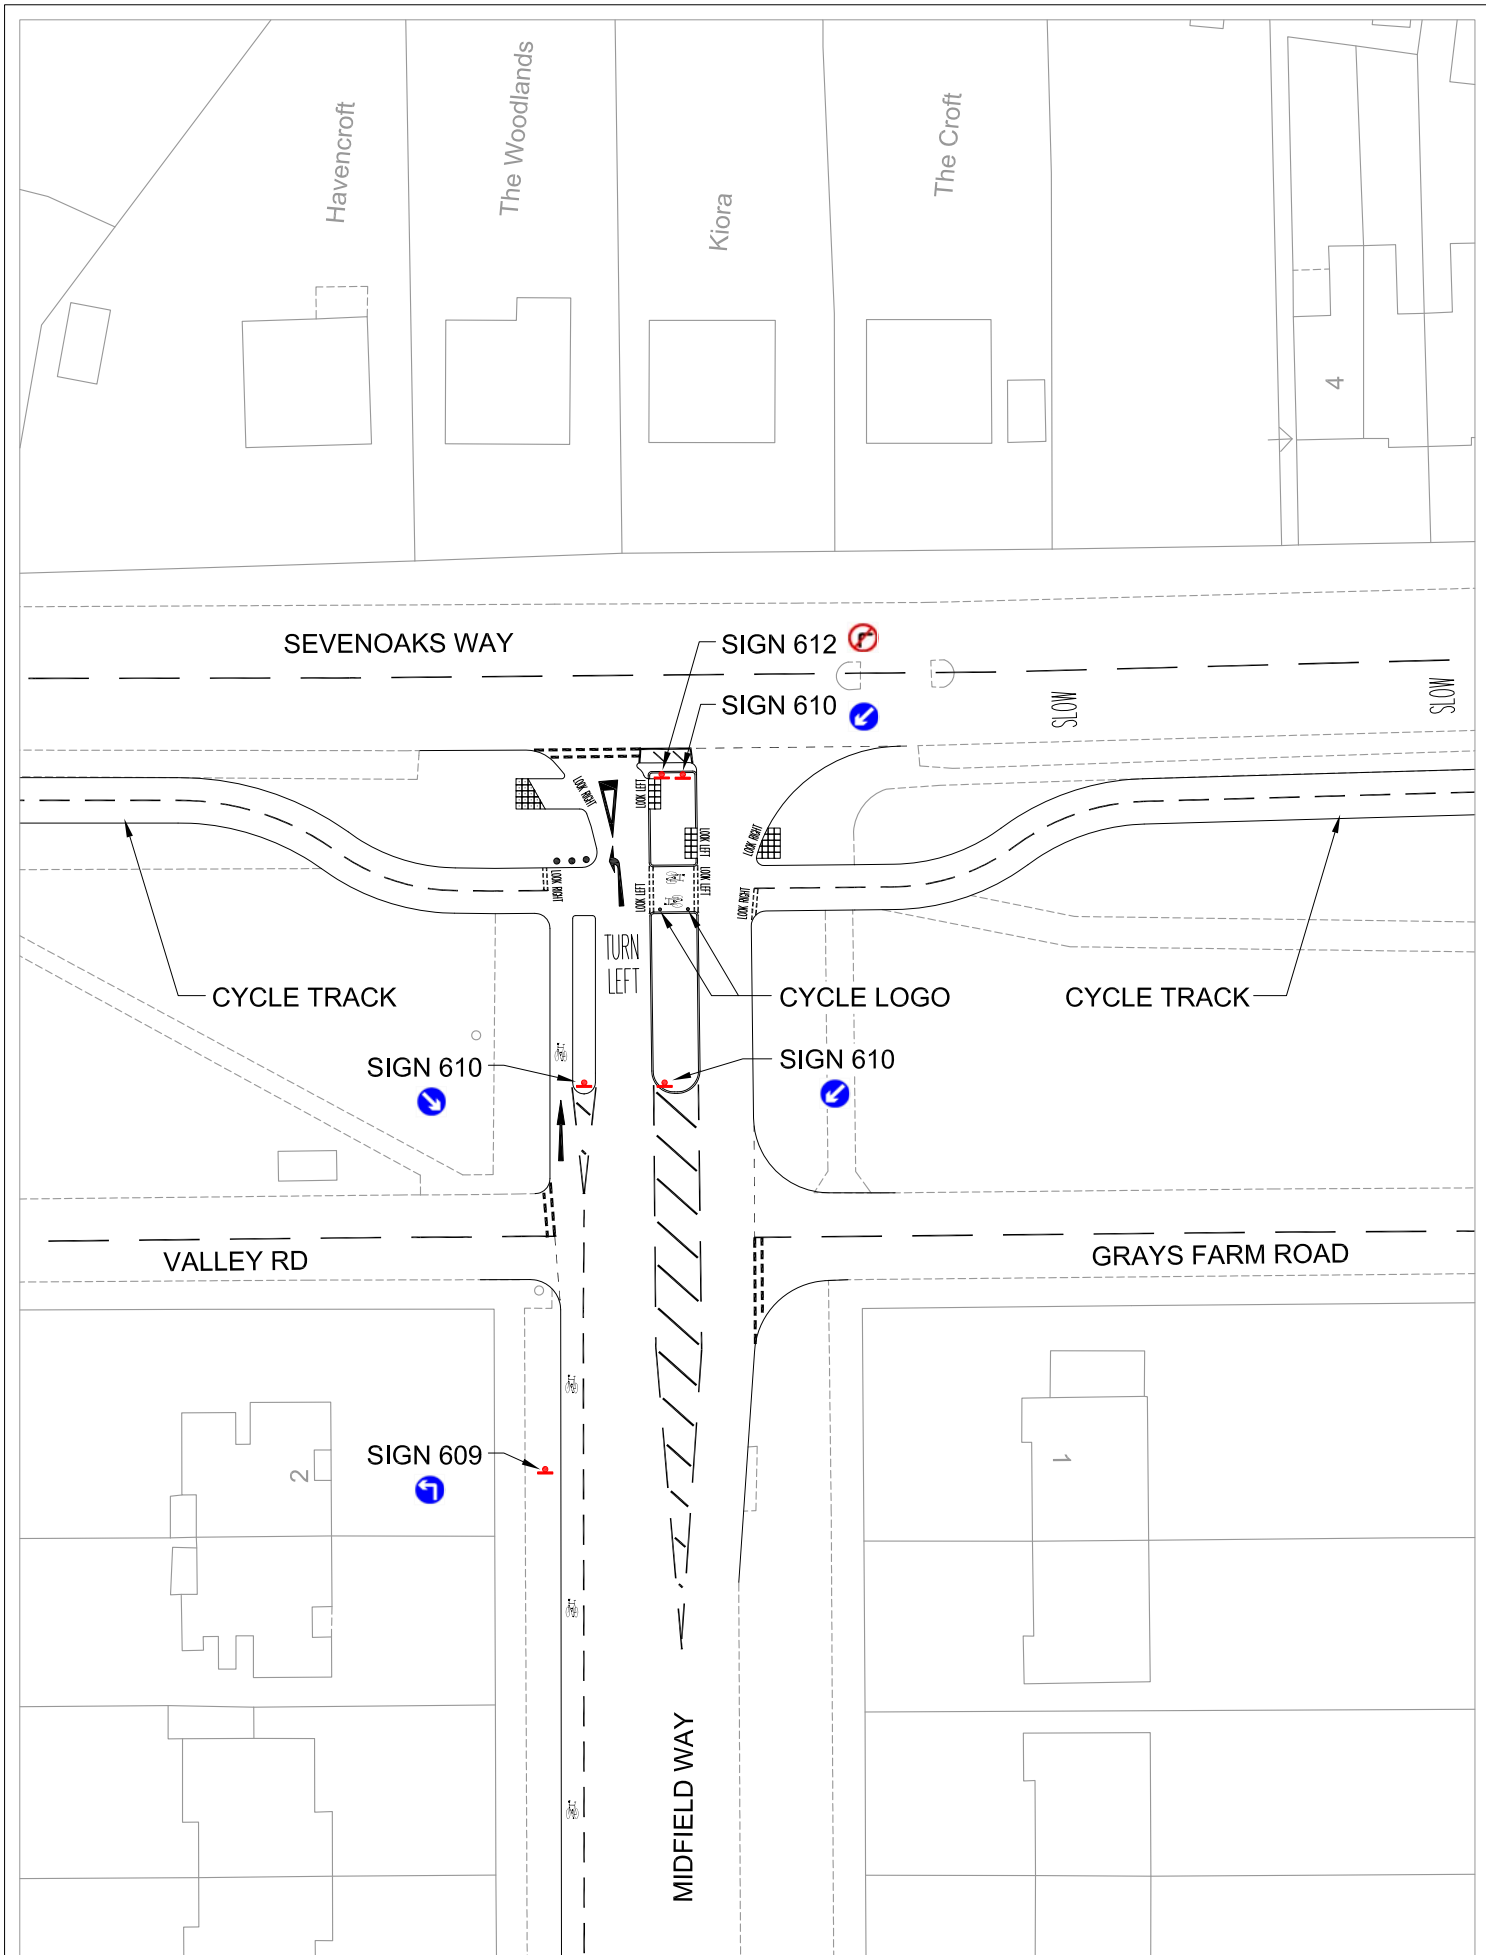 Havencroft
The Woodlands
Kiora
The Croft
4
SEVENOAKS WAY
SIGN 612
SIGN 610
SLOW
SLOW
LOOK RIGHT
LOOK LEFT
LOOK LEFT
LOOK RIGHT
LOOK RIGHT
LOOK LEFT
LOOK LEFT
LOOK RIGHT
TURN
LEFT
CYCLE TRACK
CYCLE LOGO
CYCLE TRACK
SIGN 610
SIGN 610
VALLEY RD
GRAYS FARM ROAD
SIGN 609
2
1
MIDFIELD WAY